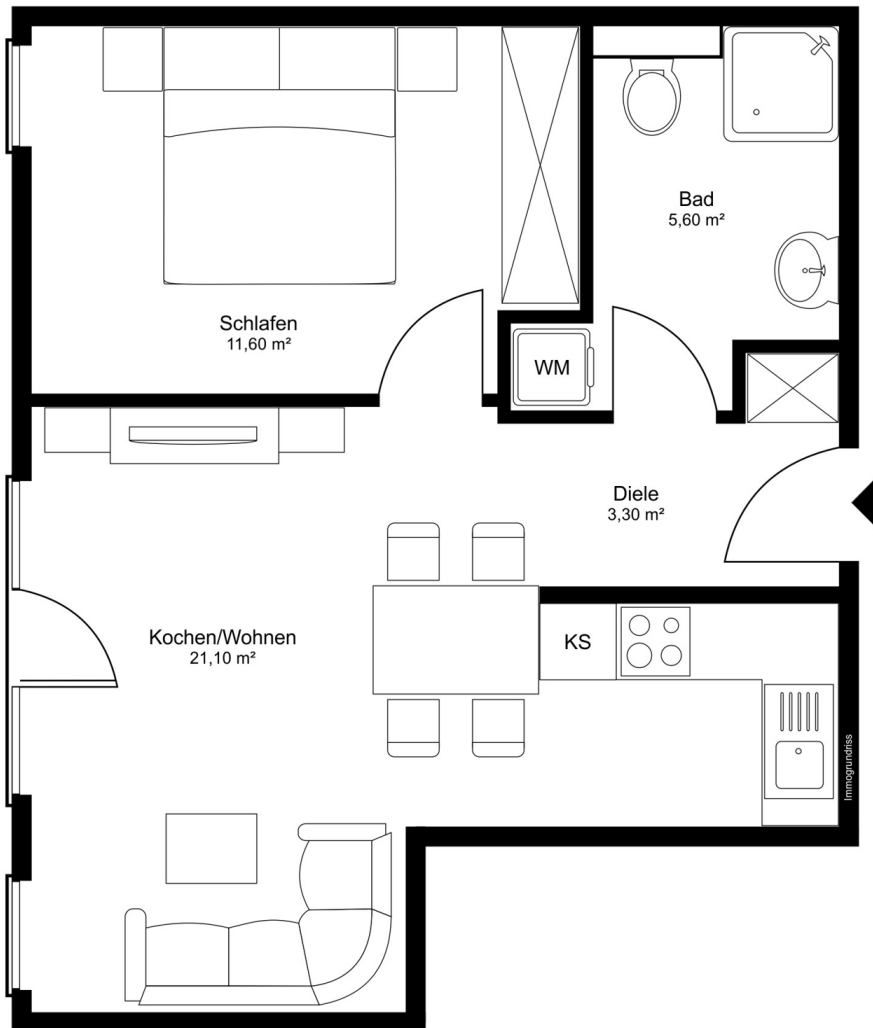 Bad
5,60 m²
Schlafen
11,60 m²
WM
Diele
3,30 m²
Kochen/Wohnen
21,10 m²
KS
Immogrundriss